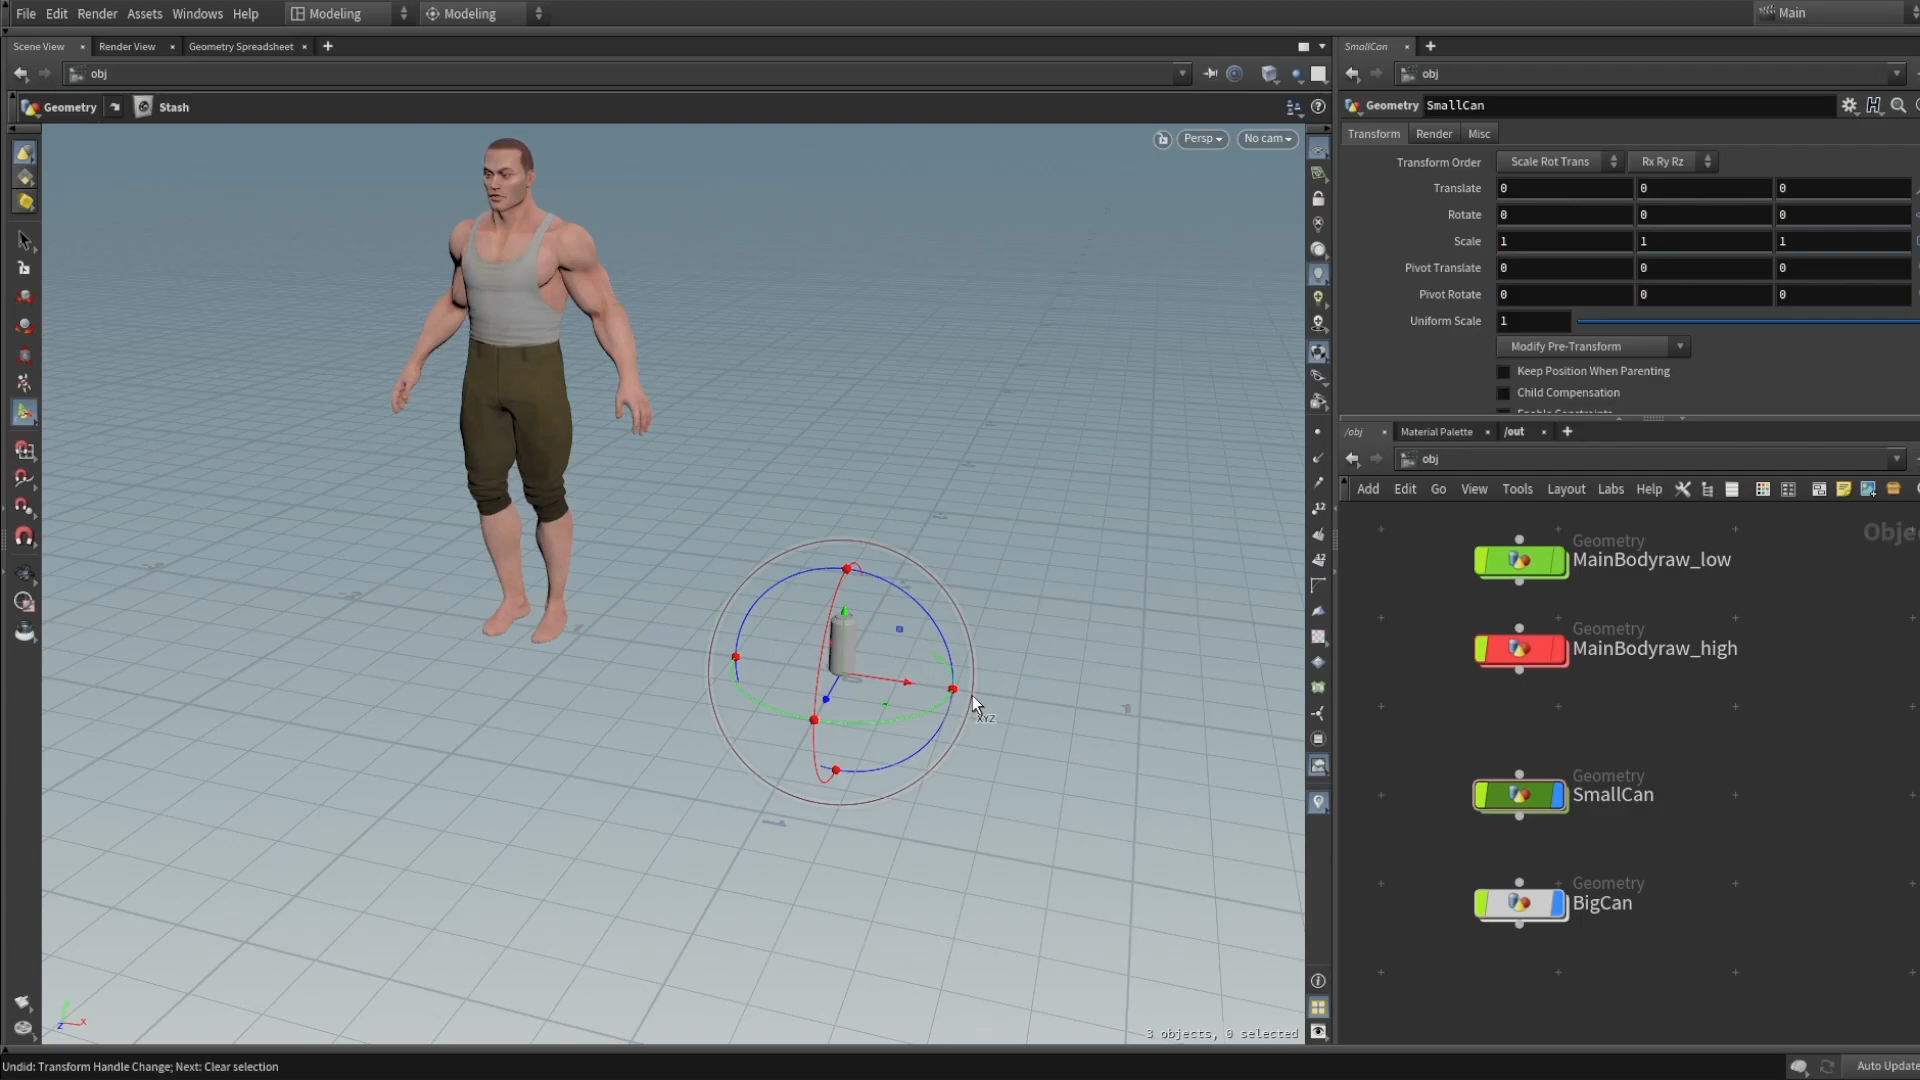 File Edit Render Assets Windows Help Modeling Modeling Main
Scene View × Render View × Geometry Spreadsheet × + SmallCan × +
obj obj
Geometry Stash Geometry SmallCan
Persp No cam Transform Render Misc
Transform Order Scale Rot Trans Rx Ry Rz
Translate 0 0 0
Rotate 0 0 0
Scale 1 1 1
Pivot Translate 0 0 0
Pivot Rotate 0 0 0
Uniform Scale 1
Modify Pre-Transform
Keep Position When Parenting
Child Compensation
/obj × Material Palette × /out × +
obj
Add Edit Go View Tools Layout Labs Help
Obje
Geometry
MainBodyraw_low
Geometry
MainBodyraw_high
XYZ
Geometry
SmallCan
Geometry
BigCan
12
12
z x
3 objects, 0 selected
Undid: Transform Handle Change; Next: Clear selection Auto Update